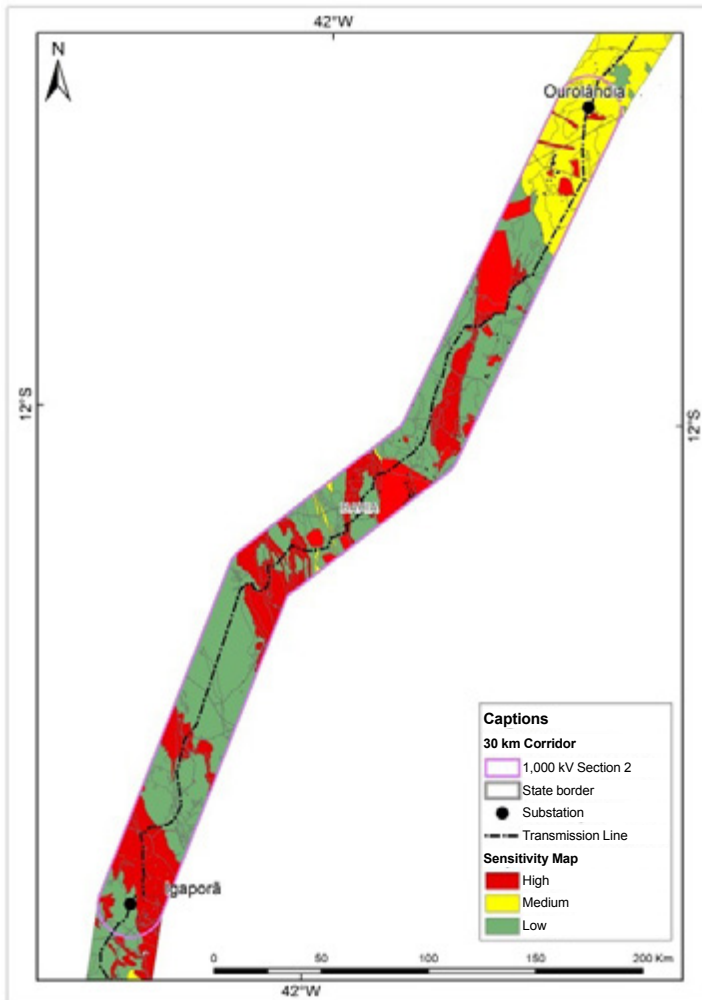 42°W
N
Ourolândia
12°S
12°S
BAHIA
Captions
30 km Corridor
1,000 kV Section 2
State border
Substation
Transmission Line
Sensitivity Map
High
Medium
Low
Igaporã
0 50 100 150 200 Km
42°W